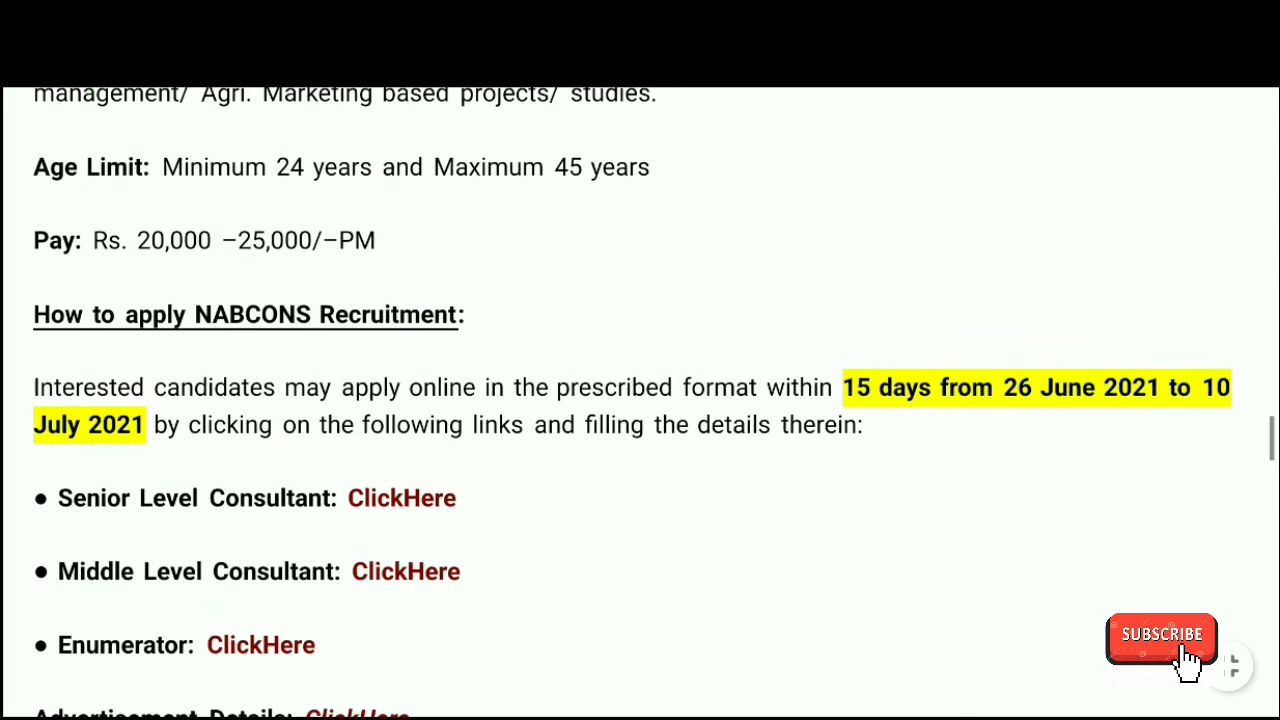 management/ Agri. Marketing based projects/ studies.
Age Limit: Minimum 24 years and Maximum 45 years
Pay: Rs. 20,000 –25,000/–PM
How to apply NABCONS Recruitment:
Interested candidates may apply online in the prescribed format within 15 days from 26 June 2021 to 10
July 2021 by clicking on the following links and filling the details therein:
● Senior Level Consultant: ClickHere
● Middle Level Consultant: ClickHere
● Enumerator: ClickHere
SUBSCRIBE
Advertisement Details: ClickHere